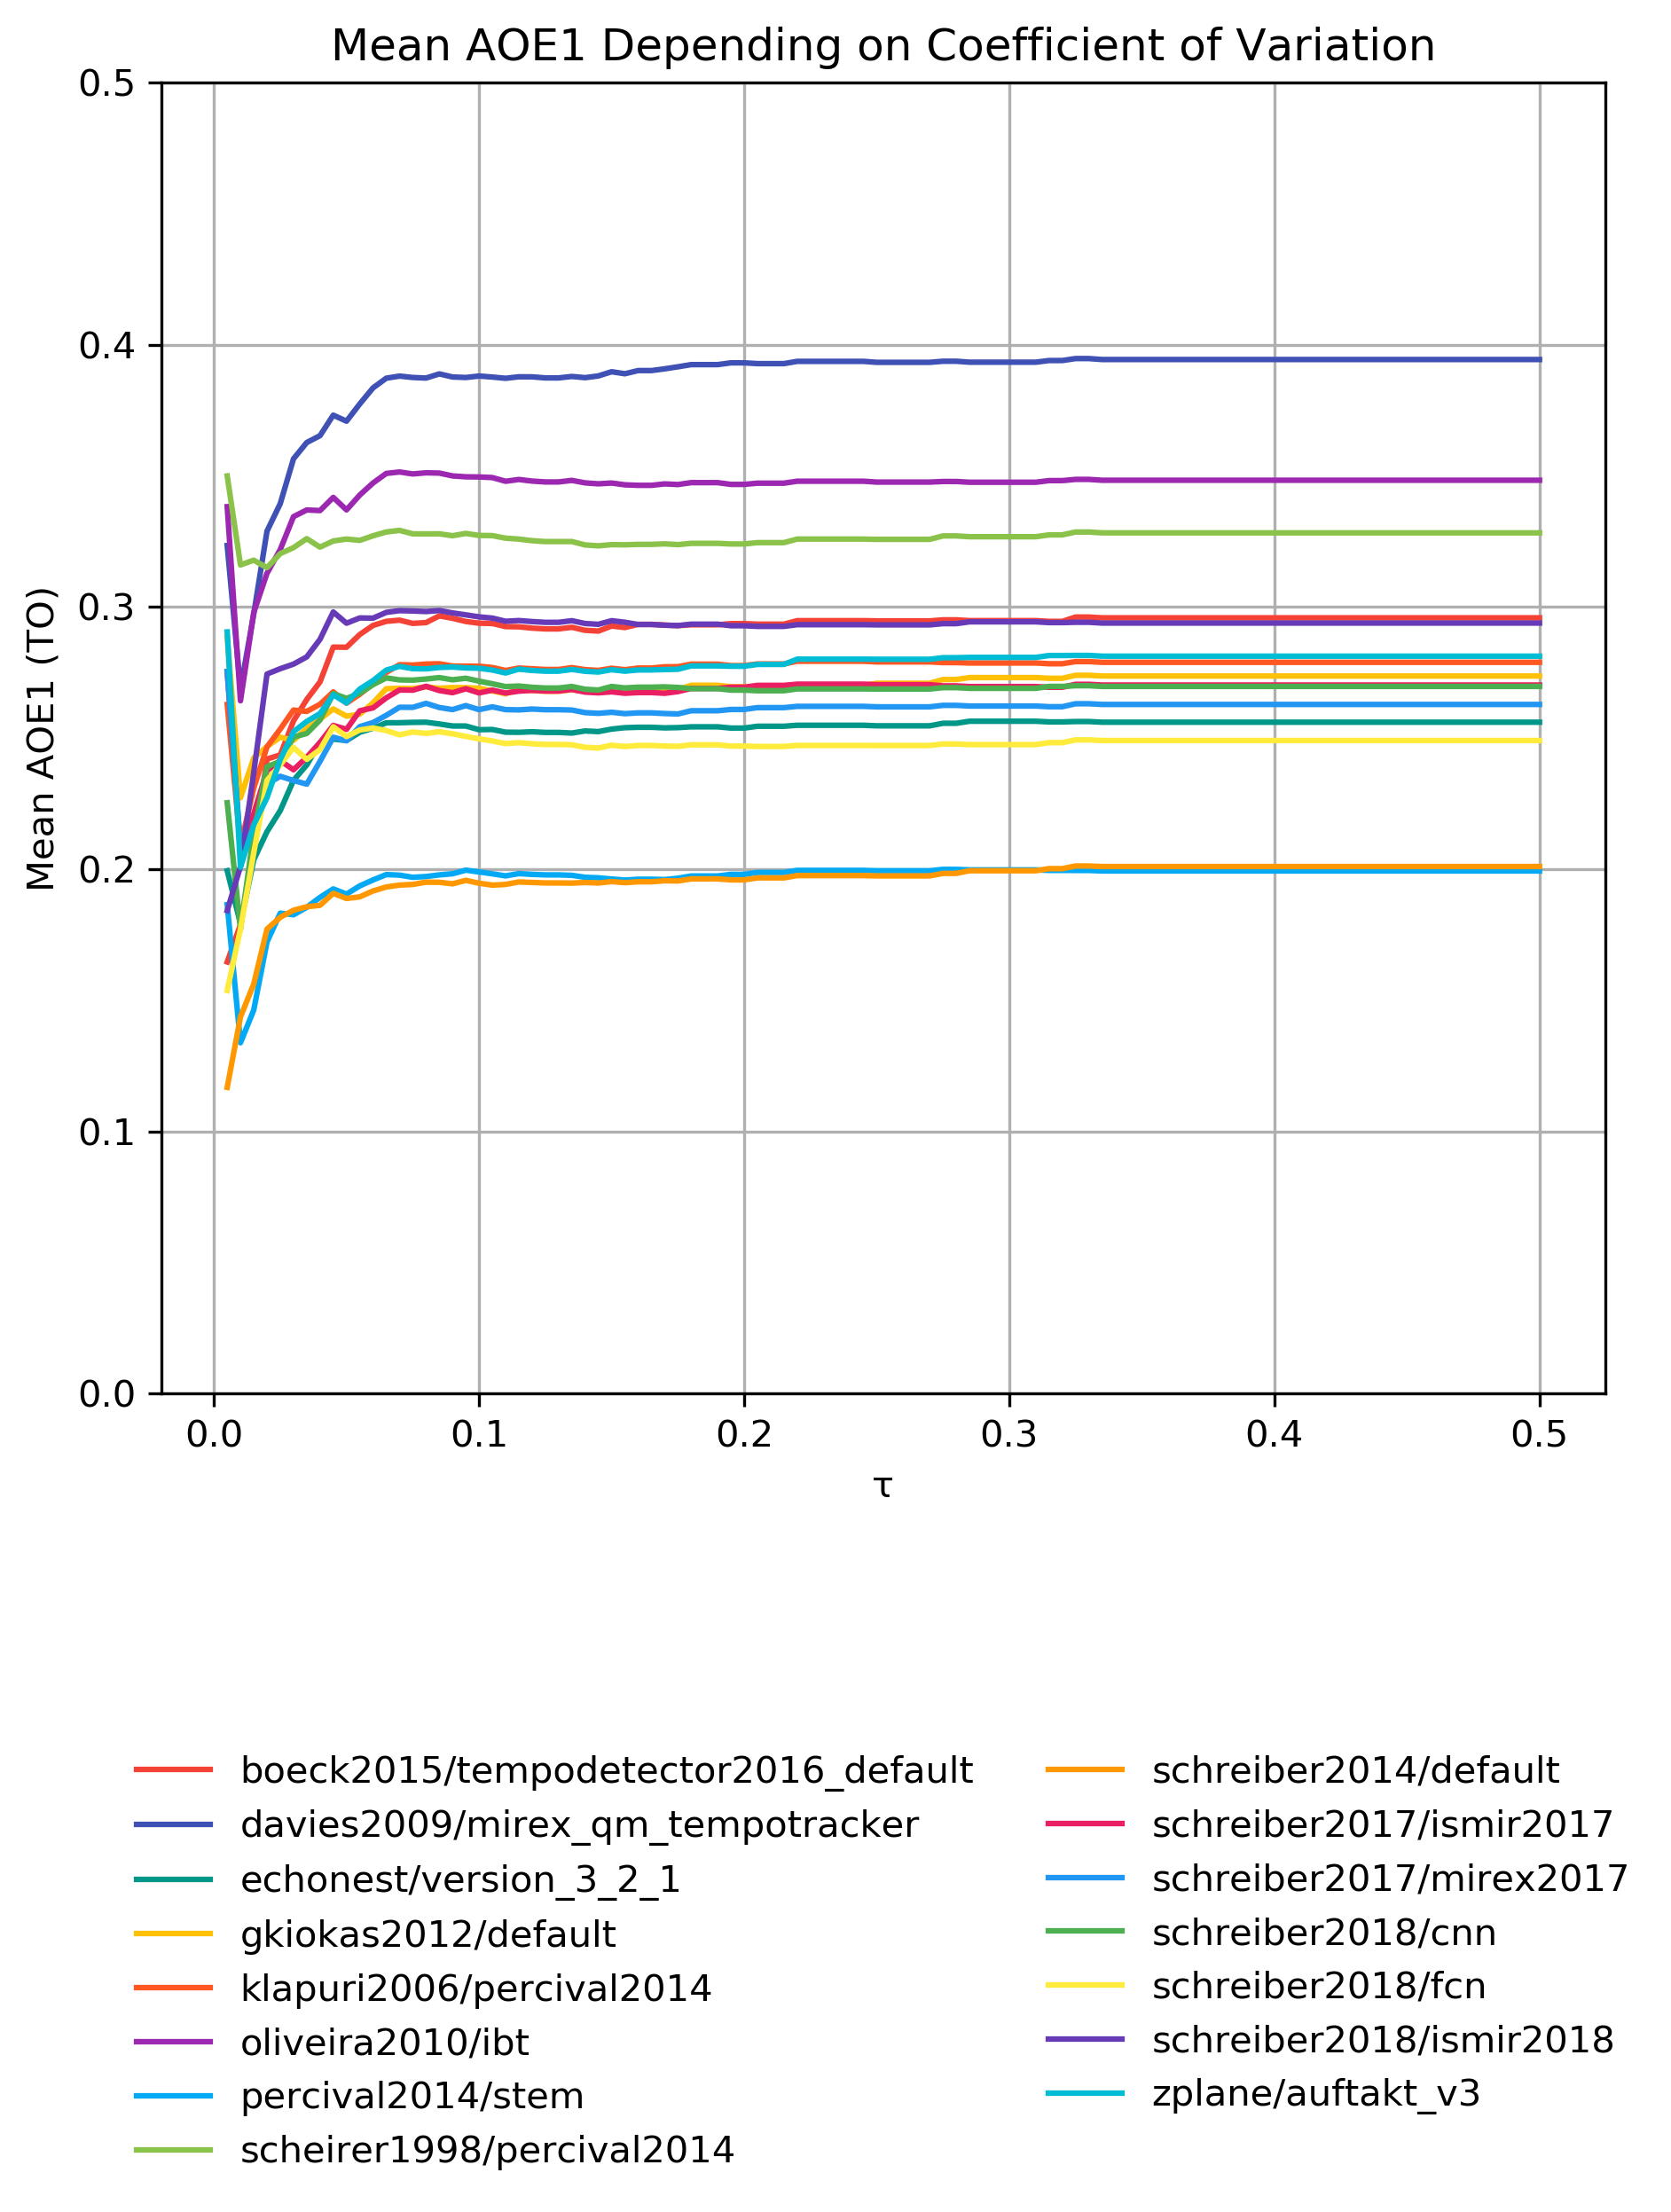 Mean AOE1 Depending on Coefficient of Variation
0.5
0.4
0.3
0.2
0.1
0.0
Mean AOE1 (TO)
0.0 0.1 0.2 0.3 0.4 0.5
τ
boeck2015/tempodetector2016_default
davies2009/mirex_qm_tempotracker
echonest/version_3_2_1
gkiokas2012/default
klapuri2006/percival2014
oliveira2010/ibt
percival2014/stem
scheirer1998/percival2014
schreiber2014/default
schreiber2017/ismir2017
schreiber2017/mirex2017
schreiber2018/cnn
schreiber2018/fcn
schreiber2018/ismir2018
zplane/auftakt_v3